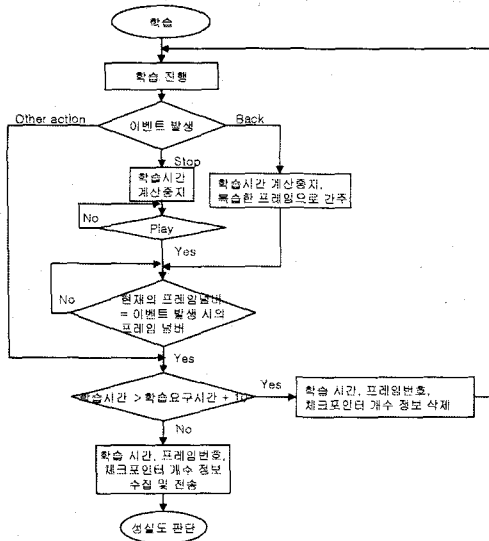 학습
학습 진행
Other action
이벤트 발생
Back
Stop
학습시간
계산중지
학습시간 계산중지,
복습한 프레임으로 간주
No
Play
Yes
No
현재의 프레임넘버
= 이벤트 발생 시의
프레임 넘버
Yes
학습시간 > 학습요구시간 + 10
Yes
학습 시간, 프레임번호,
체크포인터 개수 정보 삭제
No
학습 시간, 프레임번호,
체크포인터 개수 정보
수집 및 전송
성실도 판단